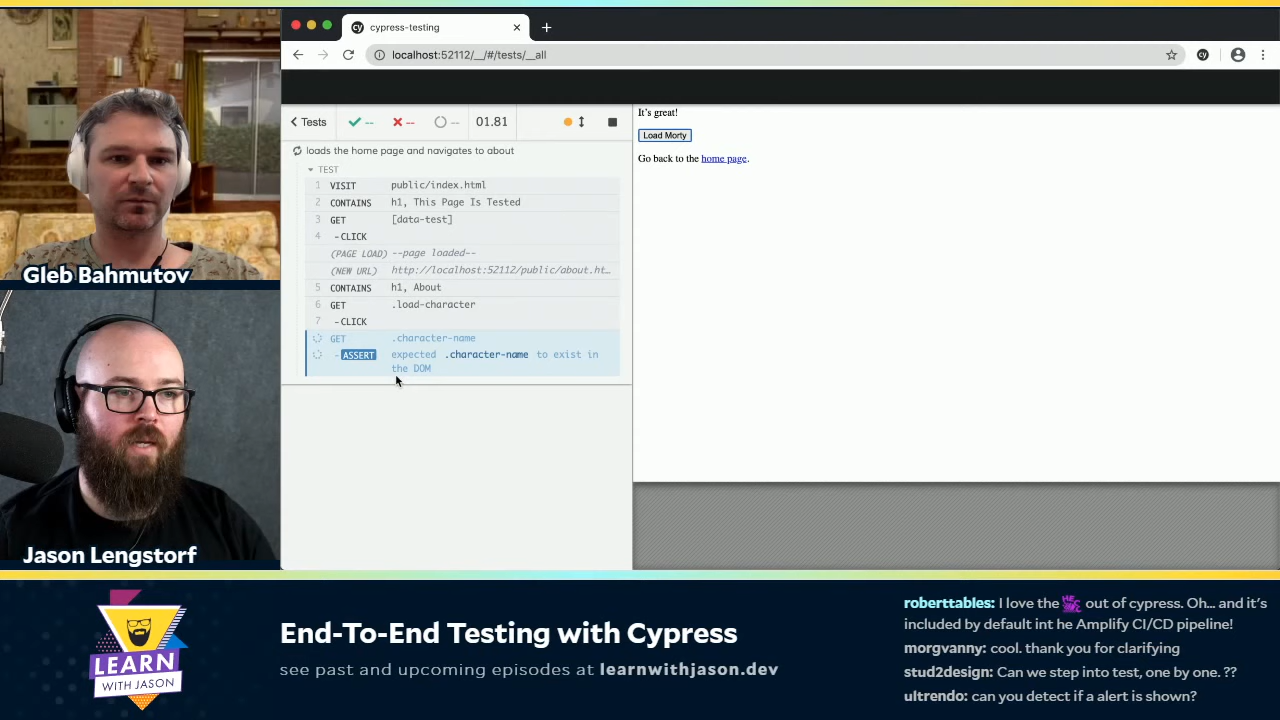 Gleb Bahmutov
Jason Lengstorf
cypress-testing
localhost:52112/__/#/tests/__all
Tests
--
--
--
01.81
loads the home page and navigates to about
TEST
1 VISIT public/index.html
2 CONTAINS h1, This Page Is Tested
3 GET [data-test]
4 -CLICK
(PAGE LOAD) --page loaded--
(NEW URL) http://localhost:52112/public/about.ht...
5 CONTAINS h1, About
6 GET .load-character
7 -CLICK
GET .character-name
-ASSERT expected .character-name to exist in
the DOM
It's great!
Load Morty
Go back to the home page.
LEARN
WITH JASON
End-To-End Testing with Cypress
see past and upcoming episodes at learnwithjason.dev
roberttables: I love the out of cypress. Oh... and it's
included by default int he Amplify CI/CD pipeline!
morgvanny: cool. thank you for clarifying
stud2design: Can we step into test, one by one. ??
ultrendo: can you detect if a alert is shown?